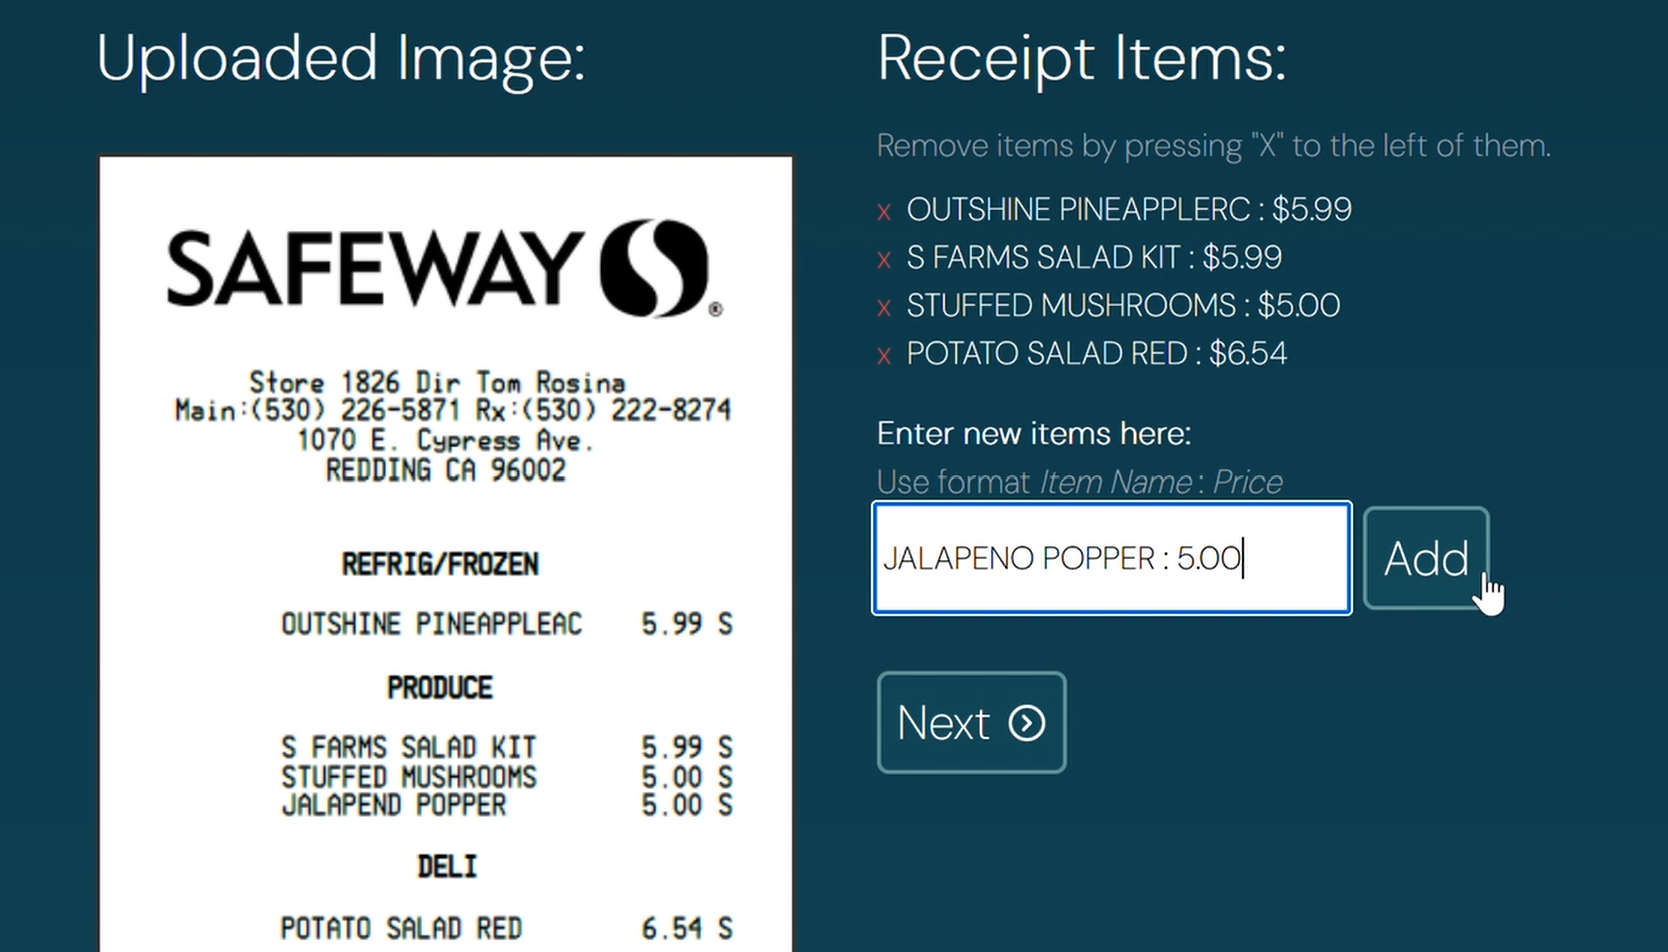 Uploaded Image:
SAFEWAY ®
Store 1826 Dir Tom Rosina
Main:(530) 226-5871 Rx:(530) 222-8274
1070 E. Cypress Ave.
REDDING CA 96002
REFRIG/FROZEN
OUTSHINE PINEAPPLEAC 5.99 S
PRODUCE
S FARMS SALAD KIT 5.99 S
STUFFED MUSHROOMS 5.00 S
JALAPEND POPPER 5.00 S
DELI
POTATO SALAD RED 6.54 S
Receipt Items:
Remove items by pressing "X" to the left of them.
x OUTSHINE PINEAPPLERC : $5.99
x S FARMS SALAD KIT : $5.99
x STUFFED MUSHROOMS : $5.00
x POTATO SALAD RED : $6.54
Enter new items here:
Use format Item Name : Price
JALAPENO POPPER : 5.00
Add
Next